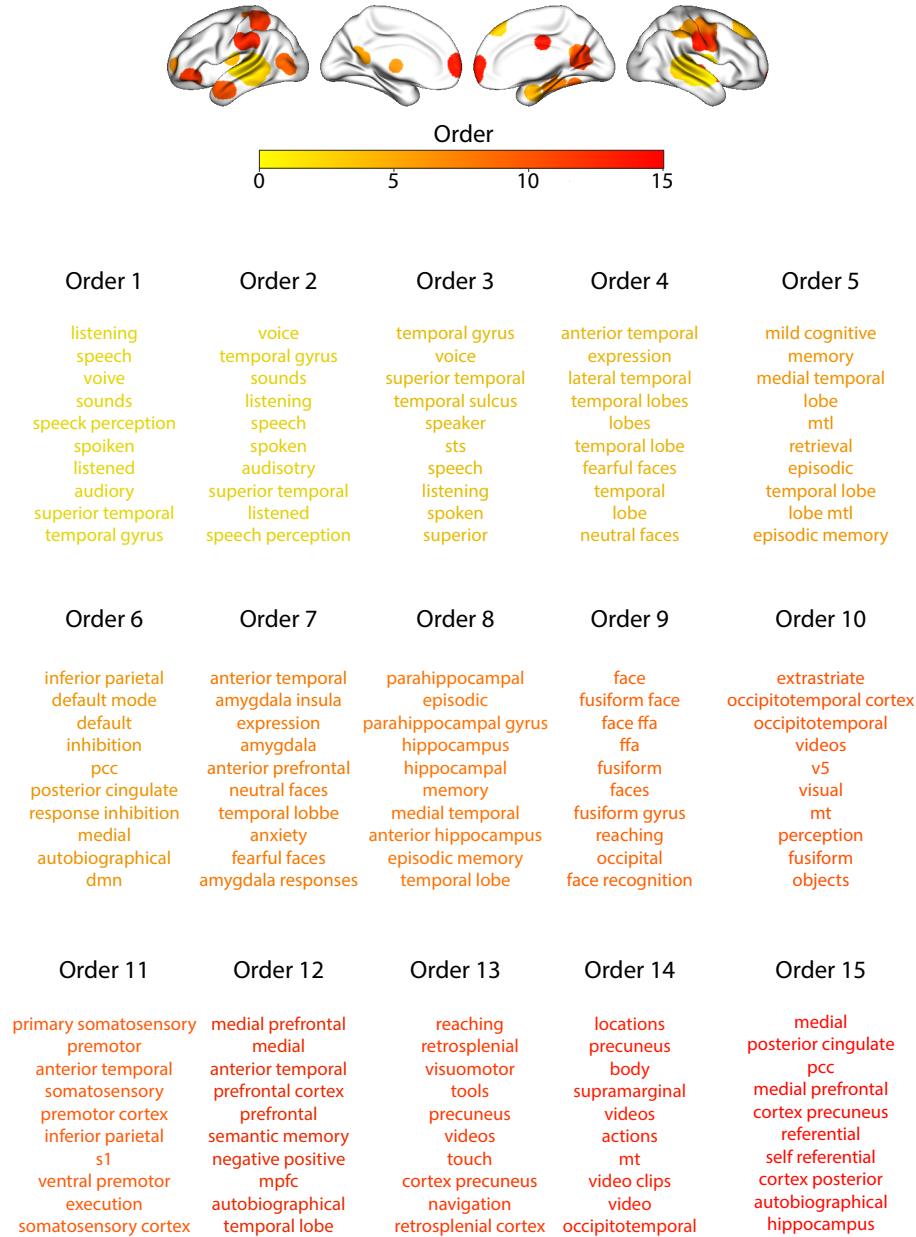 Order
0 5 10 15
Order 1
listening
speech
voive
sounds
speeck perception
spoiken
listened
audiory
superior temporal
temporal gyrus
Order 2
voice
temporal gyrus
sounds
listening
speech
spoken
audisotry
superior temporal
listened
speech perception
Order 3
temporal gyrus
voice
superior temporal
temporal sulcus
speaker
sts
speech
listening
spoken
superior
Order 4
anterior temporal
expression
lateral temporal
temporal lobes
lobes
temporal lobe
fearful faces
temporal
lobe
neutral faces
Order 5
mild cognitive
memory
medial temporal
lobe
mtl
retrieval
episodic
temporal lobe
lobe mtl
episodic memory
Order 6
inferior parietal
default mode
default
inhibition
pcc
posterior cingulate
response inhibition
medial
autobiographical
dmn
Order 7
anterior temporal
amygdala insula
expression
amygdala
anterior prefrontal
neutral faces
temporal lobbe
anxiety
fearful faces
amygdala responses
Order 8
parahippocampal
episodic
parahippocampal gyrus
hippocampus
hippocampal
memory
medial temporal
anterior hippocampus
episodic memory
temporal lobe
Order 9
face
fusiform face
face ffa
ffa
fusiform
faces
fusiform gyrus
reaching
occipital
face recognition
Order 10
extrastriate
occipitotemporal cortex
occipitotemporal
videos
v5
visual
mt
perception
fusiform
objects
Order 11
primary somatosensory
premotor
anterior temporal
somatosensory
premotor cortex
inferior parietal
s1
ventral premotor
execution
somatosensory cortex
Order 12
medial prefrontal
medial
anterior temporal
prefrontal cortex
prefrontal
semantic memory
negative positive
mpfc
autobiographical
temporal lobe
Order 13
reaching
retrosplenial
visuomotor
tools
precuneus
videos
touch
cortex precuneus
navigation
retrosplenial cortex
Order 14
locations
precuneus
body
supramarginal
videos
actions
mt
video clips
video
occipitotemporal
Order 15
medial
posterior cingulate
pcc
medial prefrontal
cortex precuneus
referential
self referential
cortex posterior
autobiographical
hippocampus